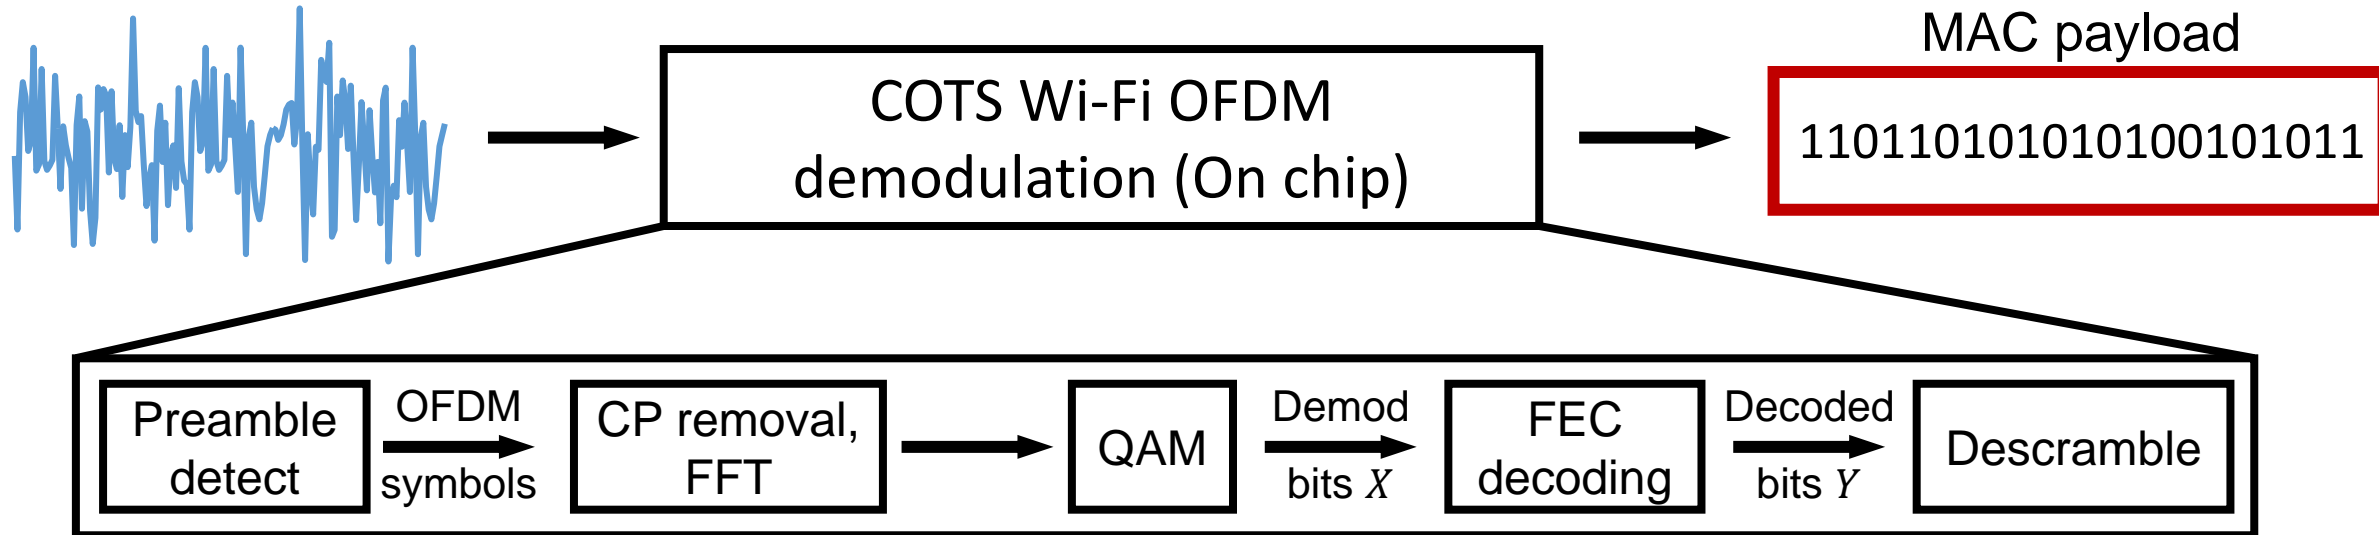 MAC payload
COTS Wi-Fi OFDM
demodulation (On chip)
110110101010100101011
Preamble
detect
OFDM
symbols
CP removal,
FFT
QAM
Demod
bits X
FEC
decoding
Decoded
bits Y
Descramble